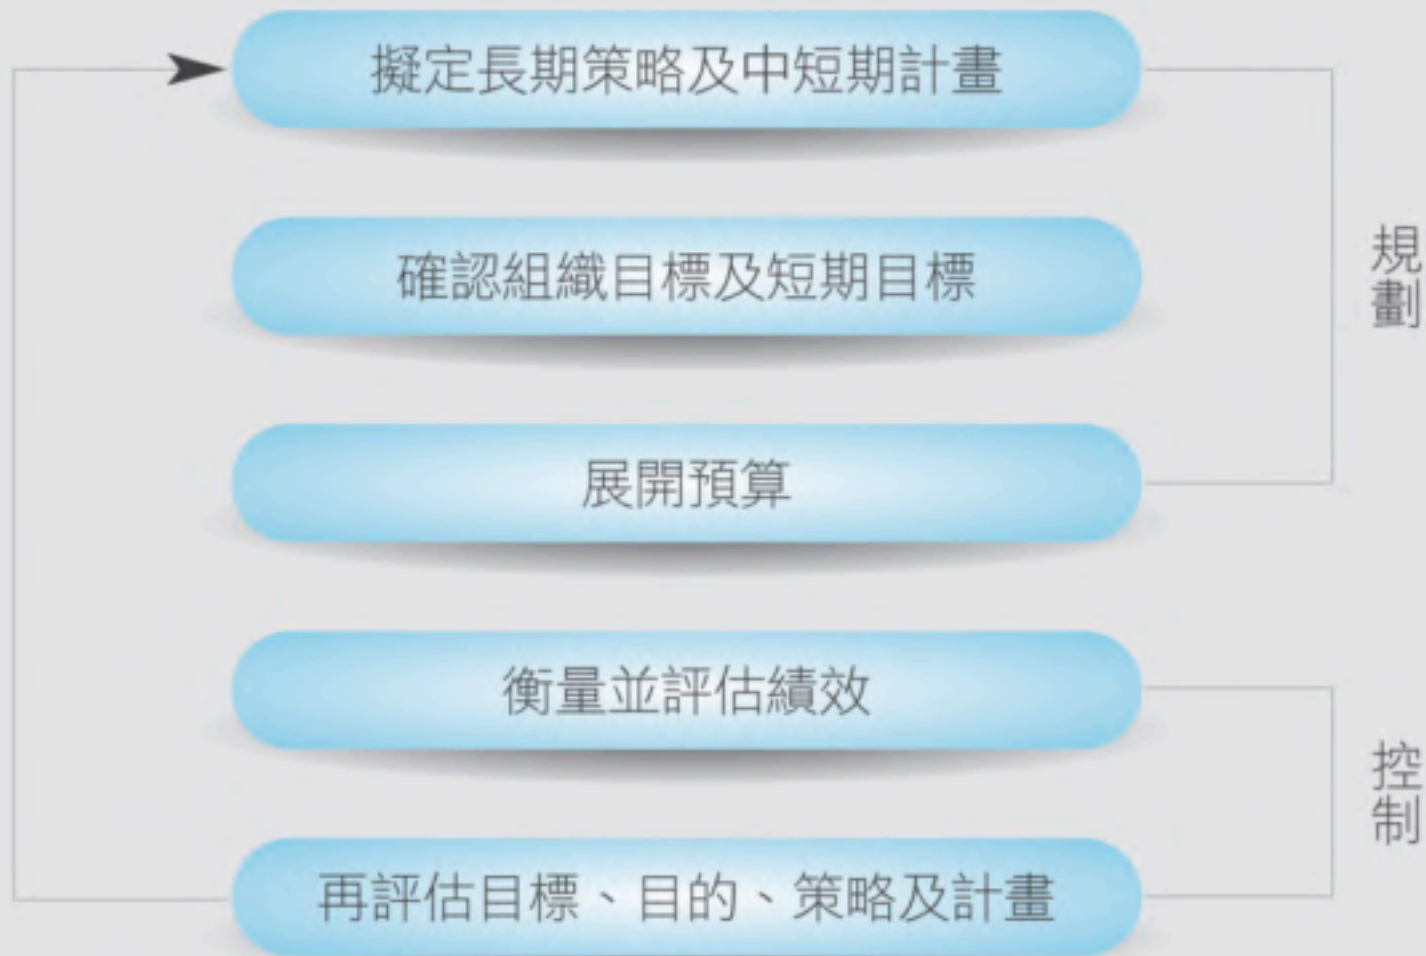 擬定長期策略及中短期計畫
確認組織目標及短期目標
展開預算
規劃
衡量並評估績效
再評估目標、目的、策略及計畫
控制